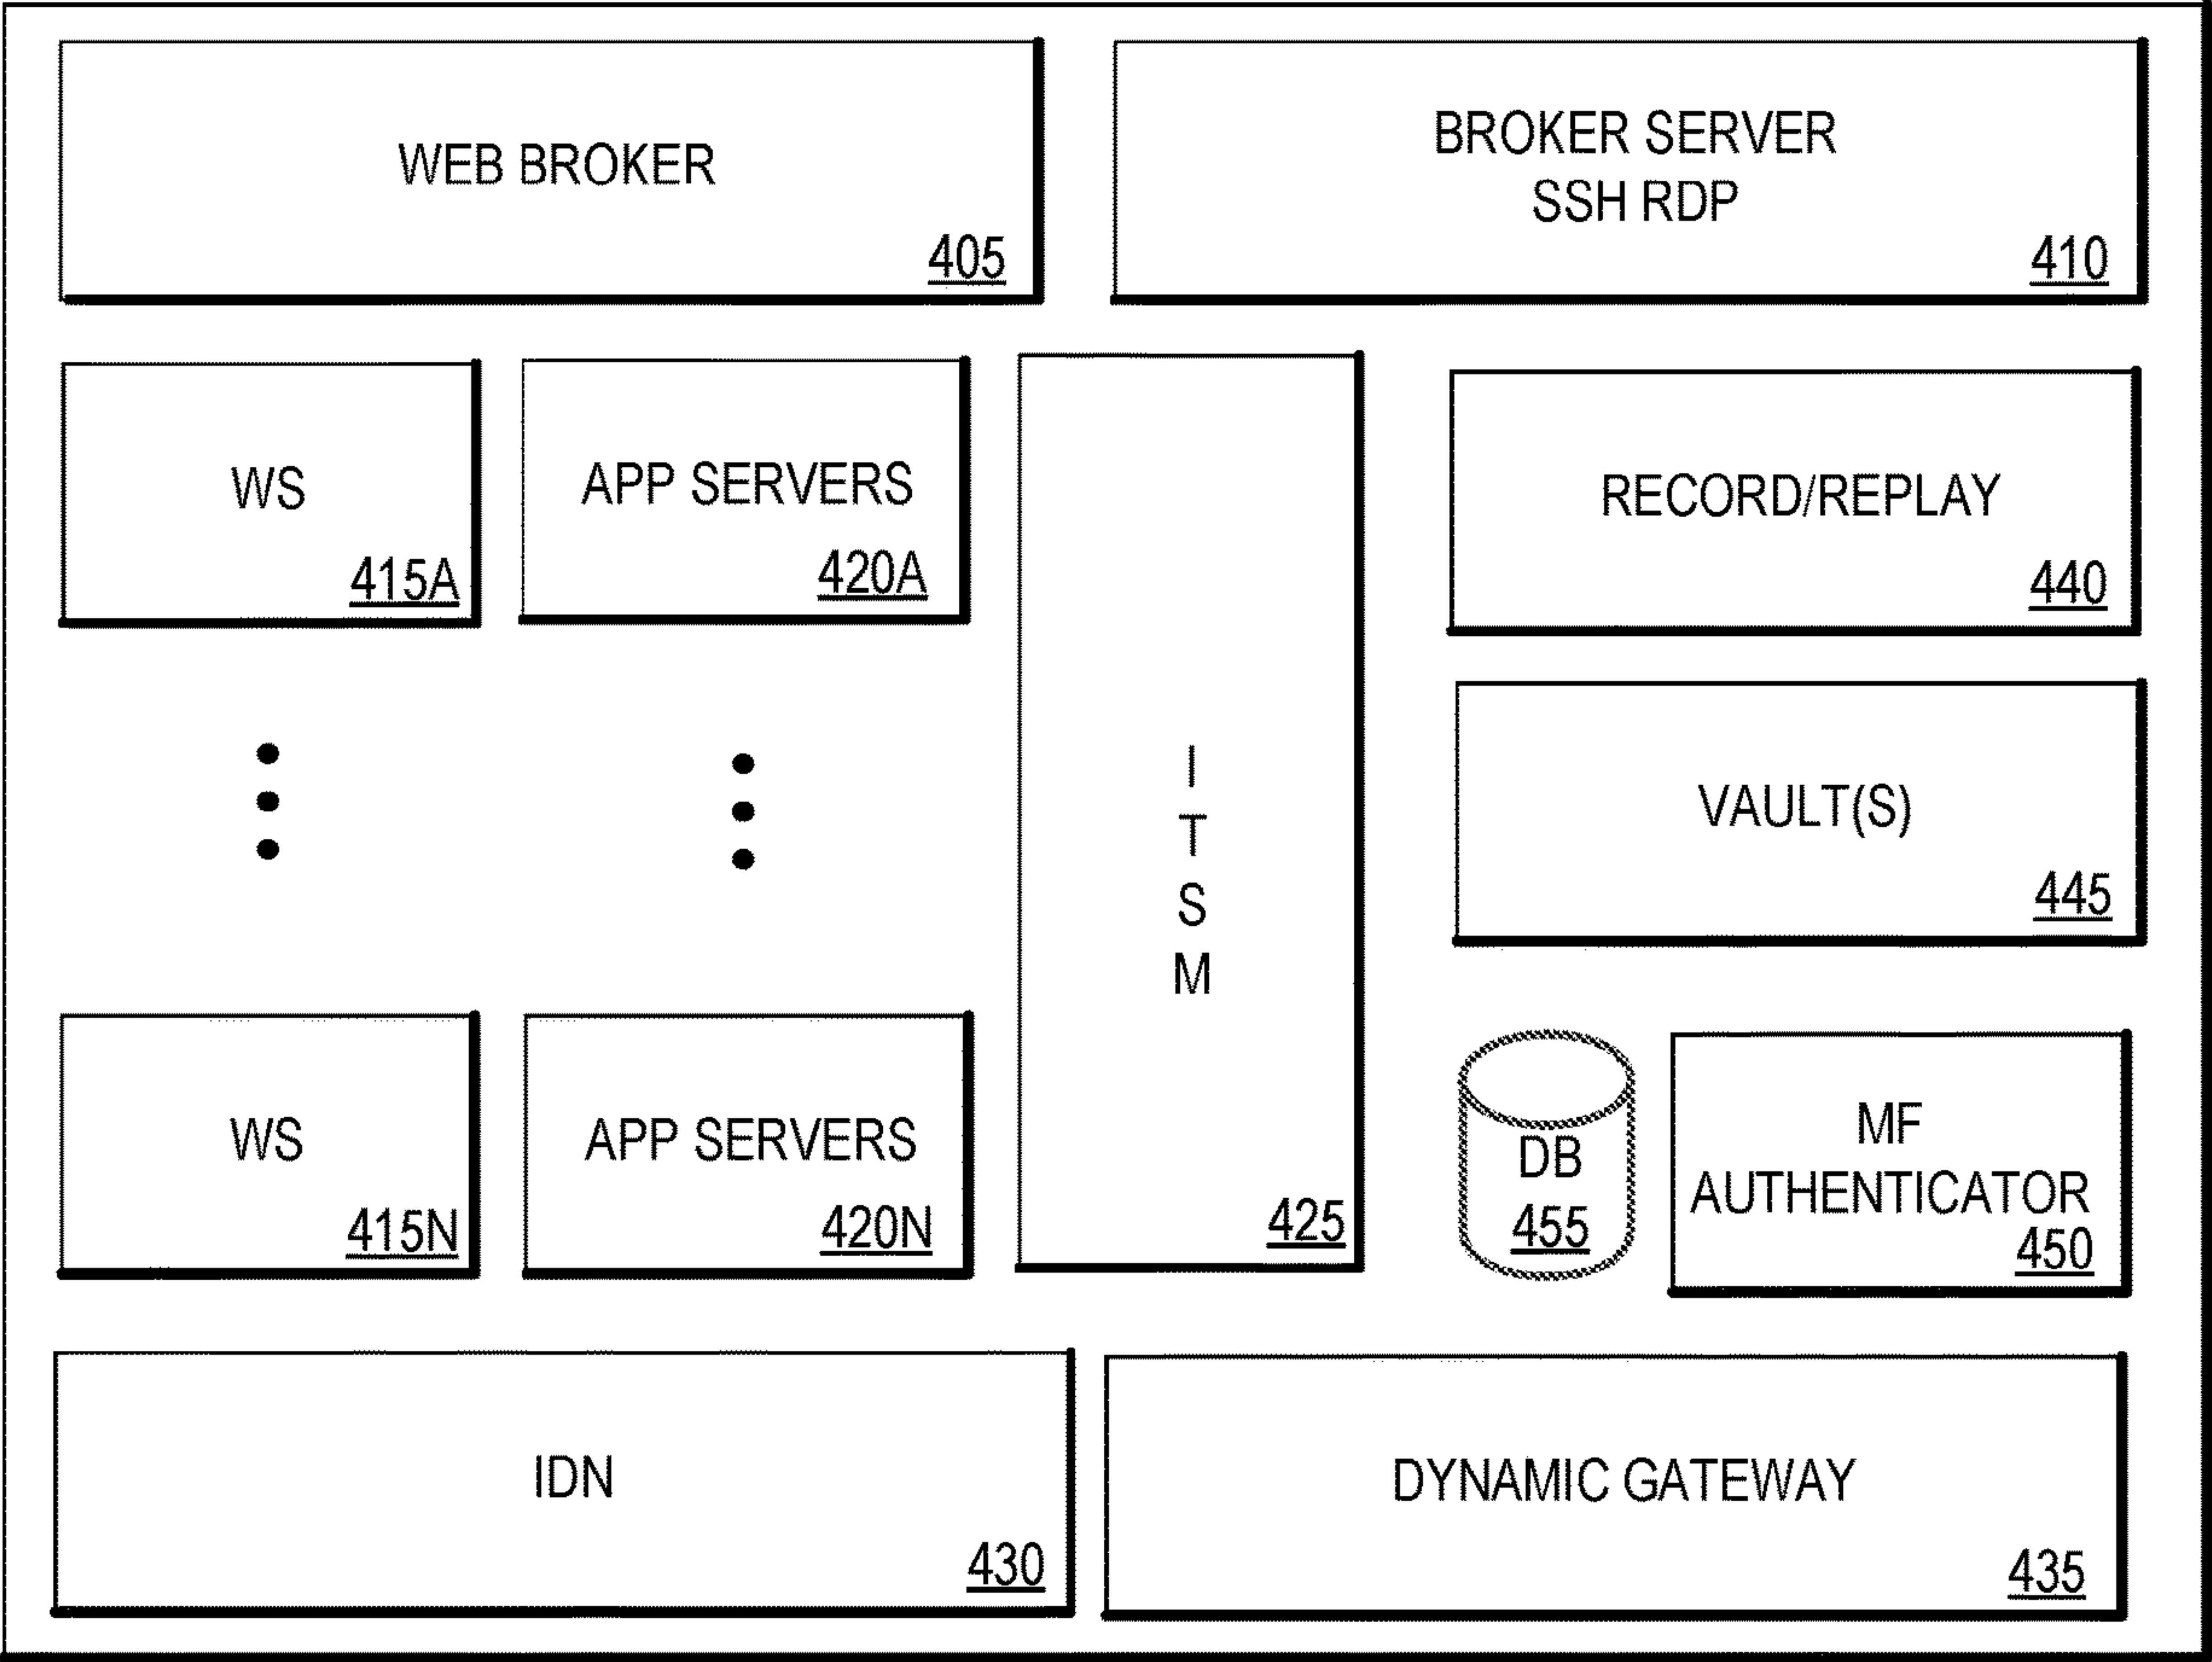 WEB BROKER
405
BROKER SERVER
SSH RDP
410
WS
415A
APP SERVERS
420A
I
T
S
M
425
RECORD/REPLAY
440
VAULT(S)
445
WS
415N
APP SERVERS
420N
DB
455
MF
AUTHENTICATOR
450
IDN
430
DYNAMIC GATEWAY
435